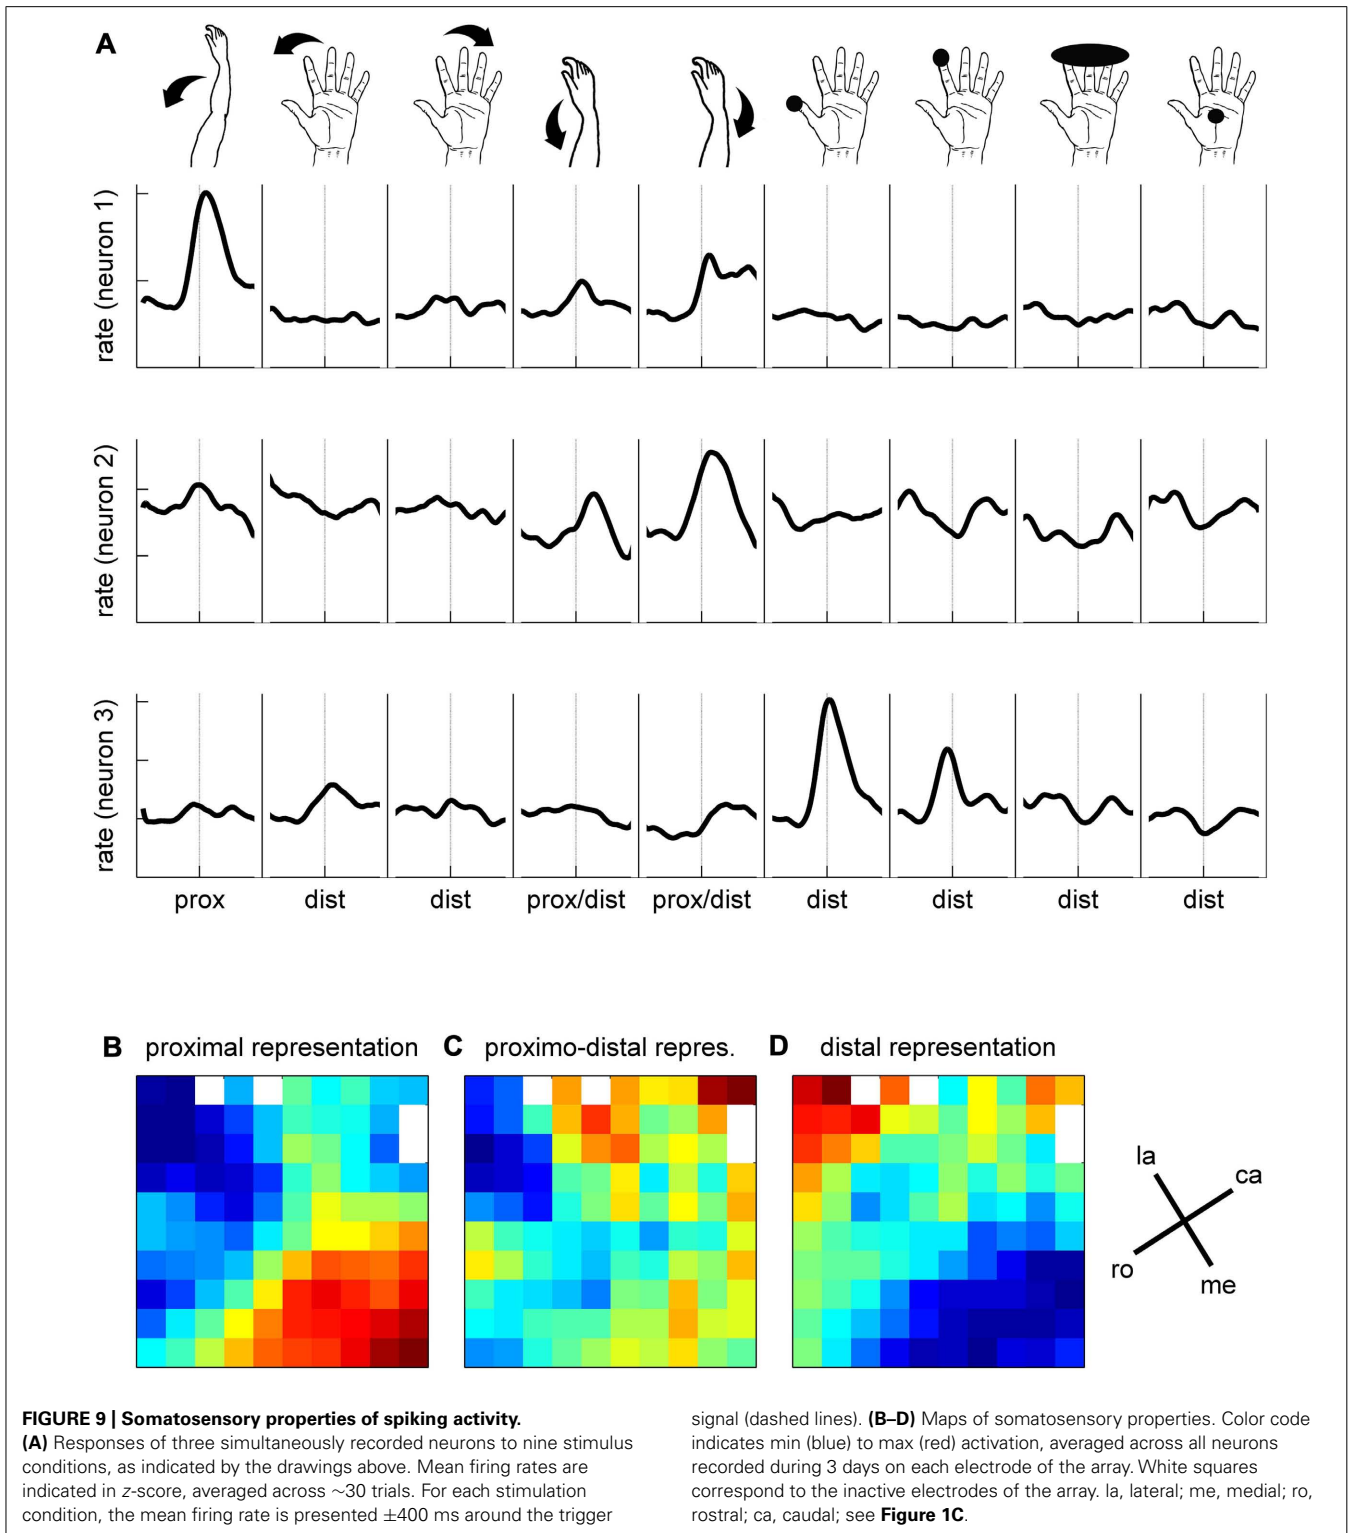 A
rate (neuron 1)
rate (neuron 2)
rate (neuron 3)
prox dist dist prox/dist prox/dist dist dist dist dist
B proximal representation C proximo-distal repres. D distal representation
la
ca
ro
me
FIGURE 9 | Somatosensory properties of spiking activity.
(A) Responses of three simultaneously recorded neurons to nine stimulus
conditions, as indicated by the drawings above. Mean firing rates are
indicated in z-score, averaged across ~30 trials. For each stimulation
condition, the mean firing rate is presented ±400 ms around the trigger
signal (dashed lines). (B–D) Maps of somatosensory properties. Color code
indicates min (blue) to max (red) activation, averaged across all neurons
recorded during 3 days on each electrode of the array. White squares
correspond to the inactive electrodes of the array. la, lateral; me, medial; ro,
rostral; ca, caudal; see Figure 1C.